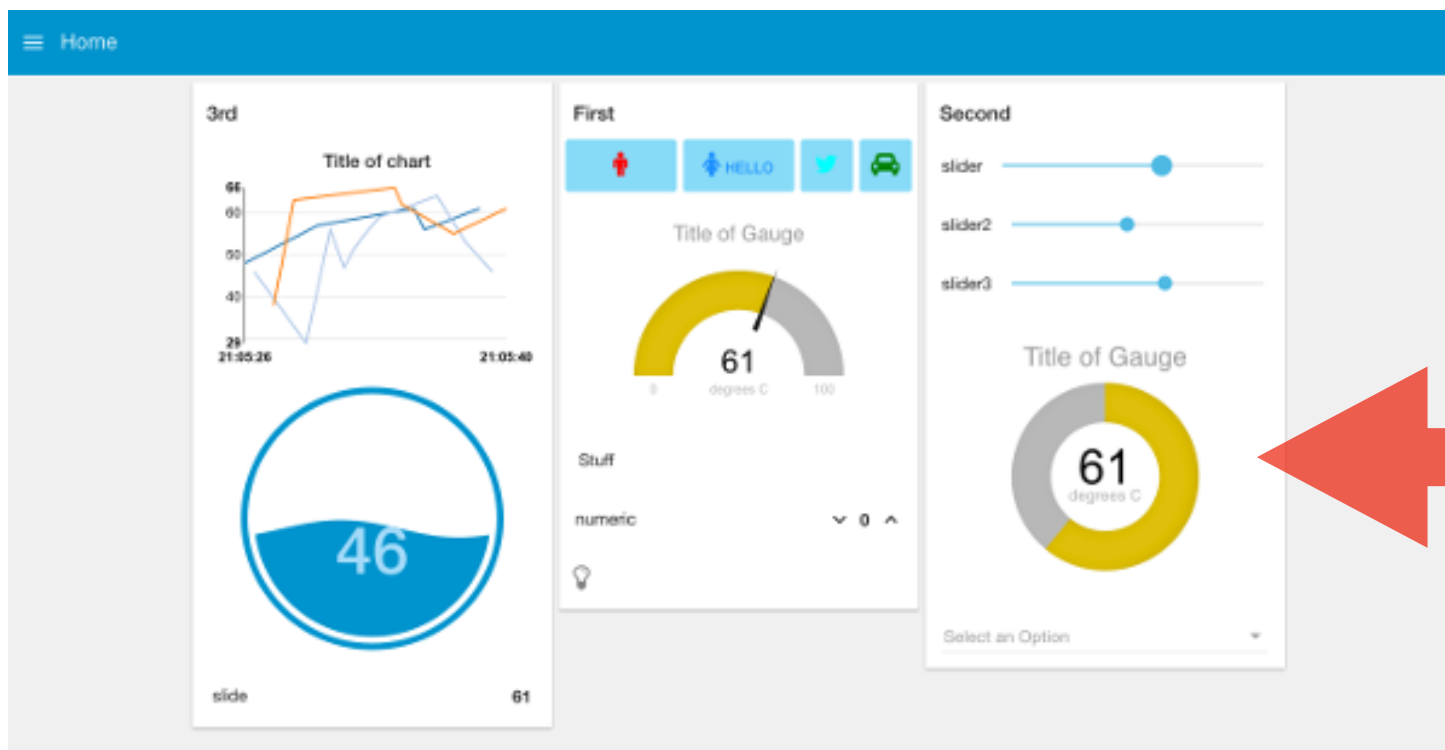 Home
3rd
Title of chart
66
60
50
40
29
21:05:26 21:05:40
46
slide 61
First
HELLO
Title of Gauge
61
0 degrees C 100
Stuff
numeric 0
Second
slider
slider2
slider3
Title of Gauge
61
degrees C
Select an Option